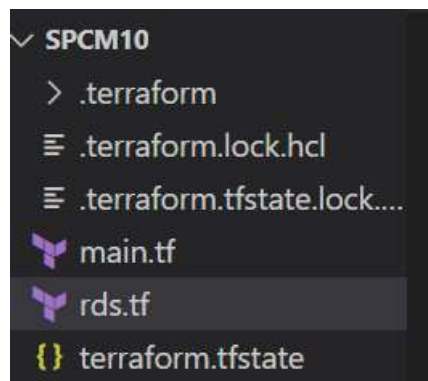 SPCM10
.terraform
.terraform.lock.hcl
.terraform.tfstate.lock....
main.tf
rds.tf
{} terraform.tfstate